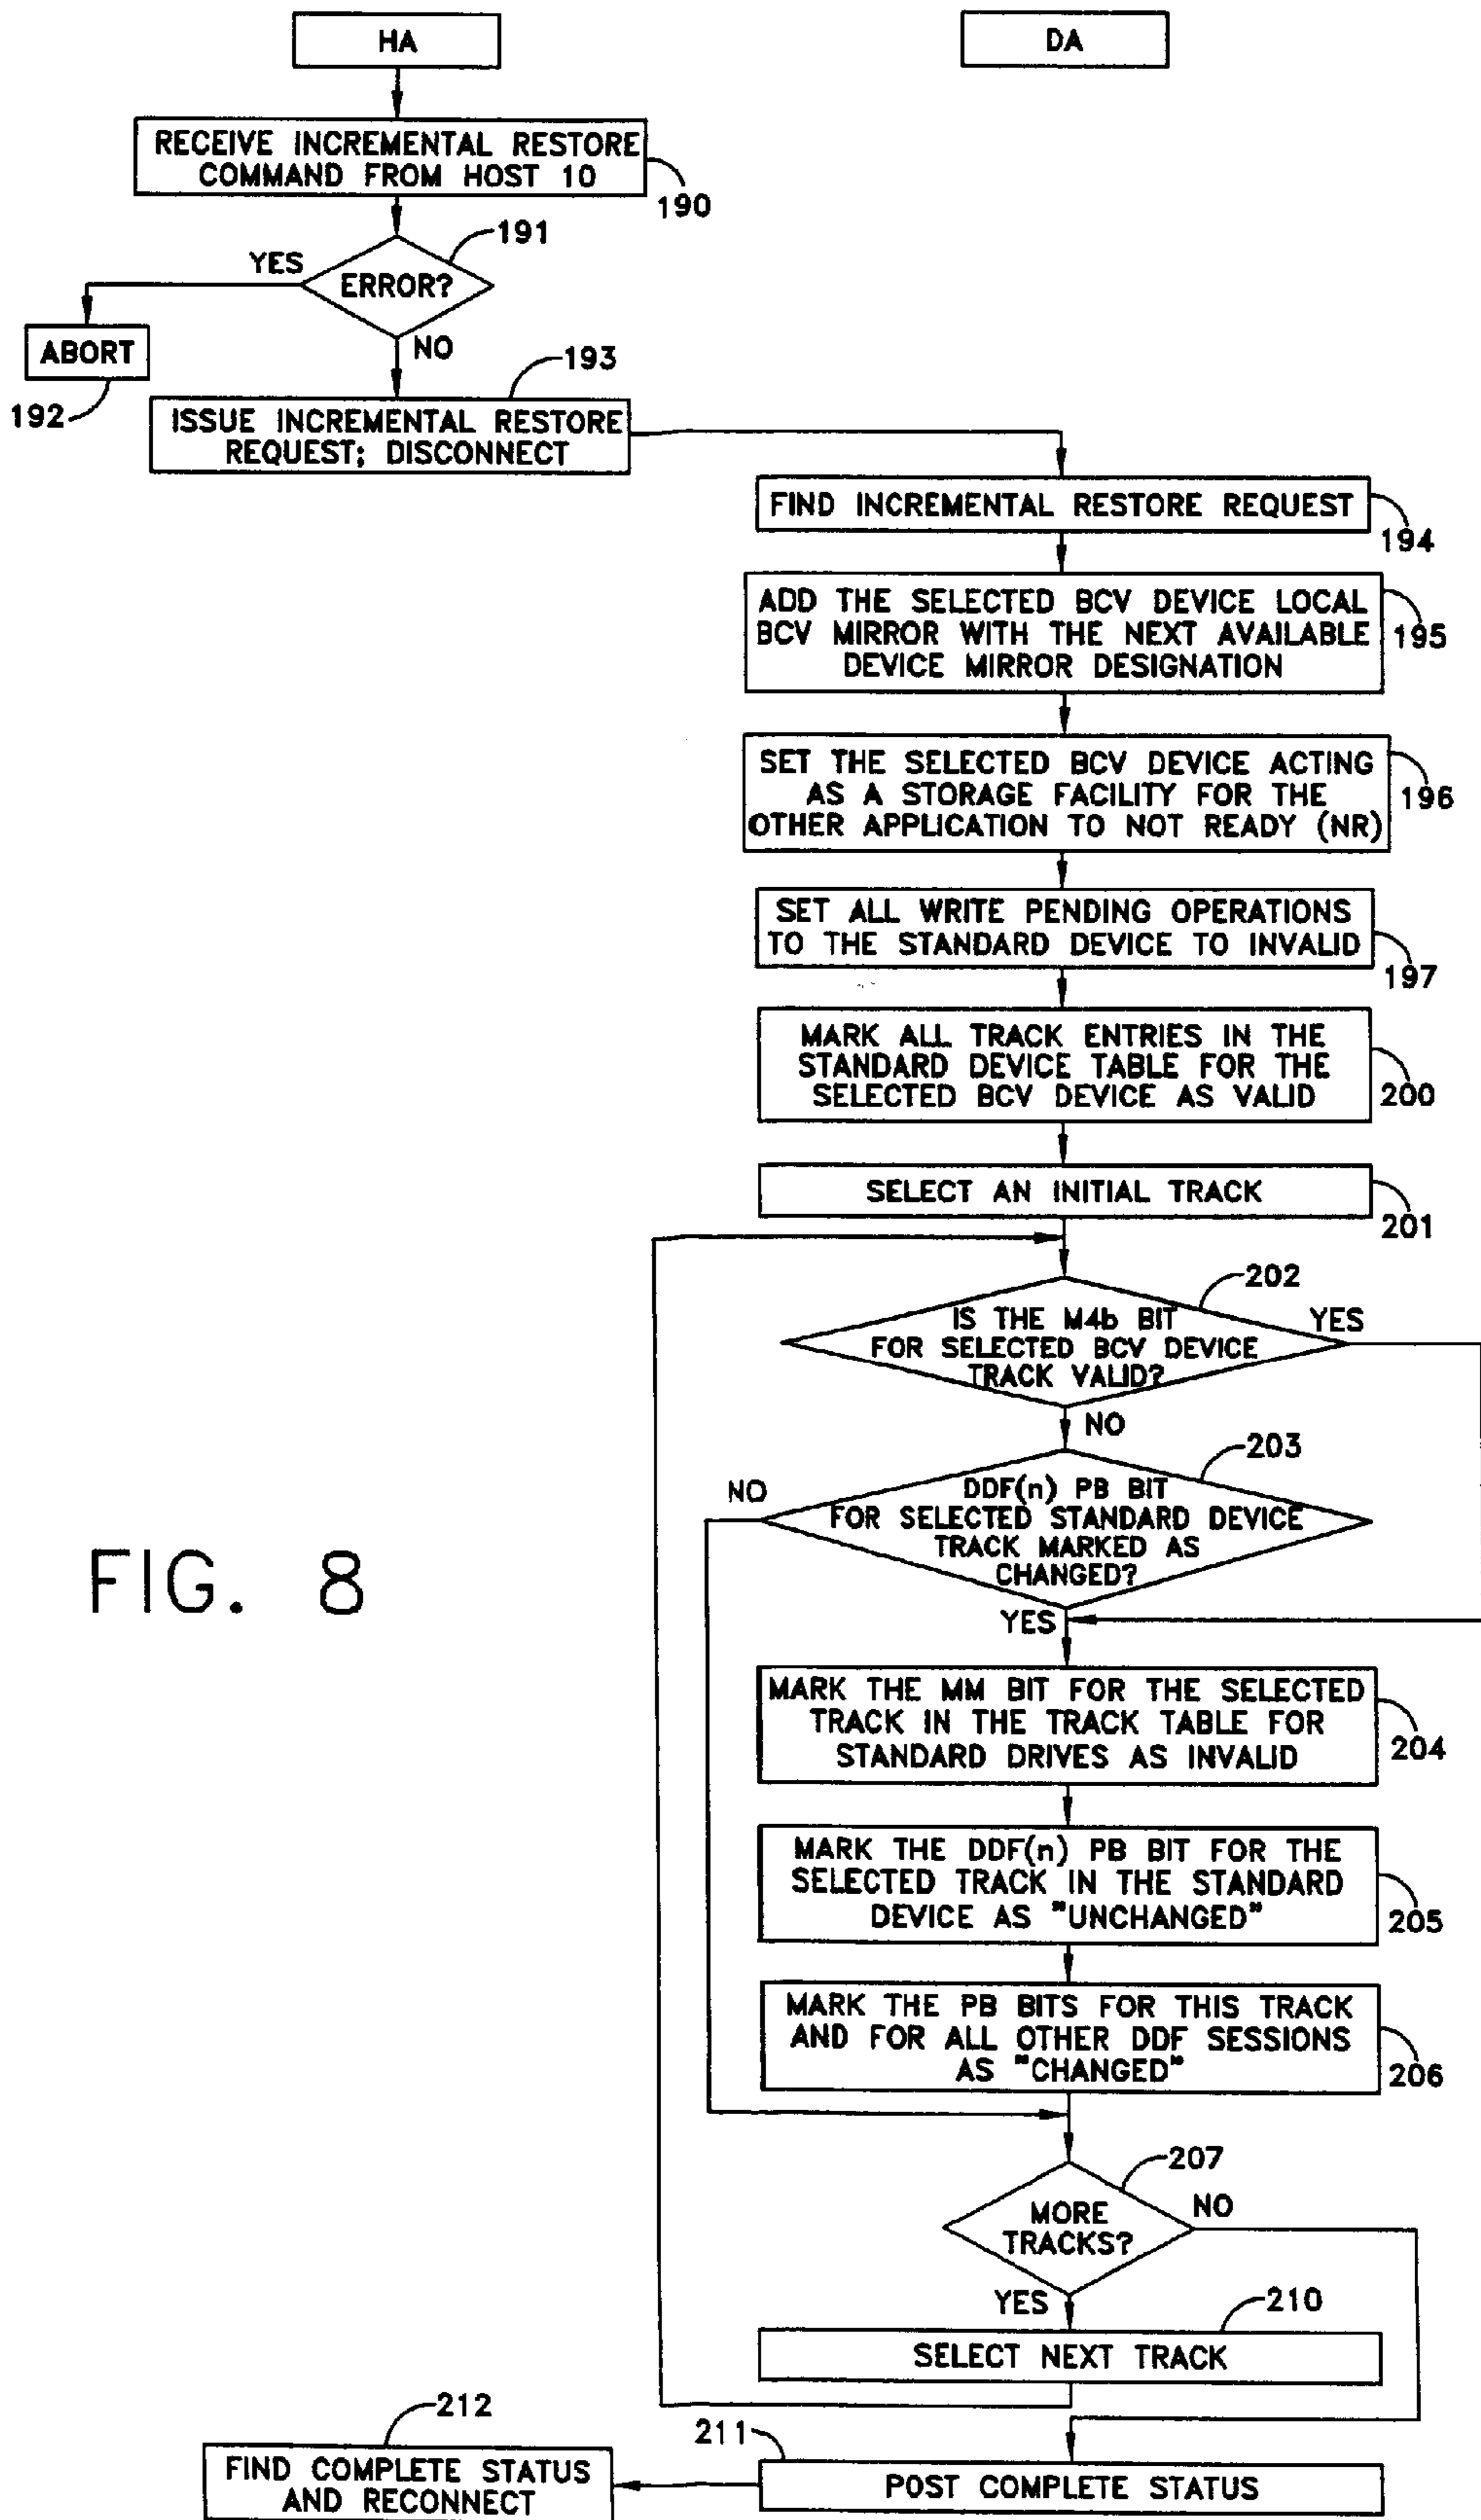 HA
DA
RECEIVE INCREMENTAL RESTORE
COMMAND FROM HOST 10
190
191
YES
ERROR?
NO
ABORT
192
193
ISSUE INCREMENTAL RESTORE
REQUEST; DISCONNECT
FIND INCREMENTAL RESTORE REQUEST
194
ADD THE SELECTED BCV DEVICE LOCAL
BCV MIRROR WITH THE NEXT AVAILABLE
DEVICE MIRROR DESIGNATION
195
SET THE SELECTED BCV DEVICE ACTING
AS A STORAGE FACILITY FOR THE
OTHER APPLICATION TO NOT READY (NR)
196
SET ALL WRITE PENDING OPERATIONS
TO THE STANDARD DEVICE TO INVALID
197
MARK ALL TRACK ENTRIES IN THE
STANDARD DEVICE TABLE FOR THE
SELECTED BCV DEVICE AS VALID
200
SELECT AN INITIAL TRACK
201
202
IS THE M4b BIT
FOR SELECTED BCV DEVICE
TRACK VALID?
YES
NO
203
NO
DDF(n) PB BIT
FOR SELECTED STANDARD DEVICE
TRACK MARKED AS
CHANGED?
YES
FIG. 8
MARK THE MM BIT FOR THE SELECTED
TRACK IN THE TRACK TABLE FOR
STANDARD DRIVES AS INVALID
204
MARK THE DDF(n) PB BIT FOR THE
SELECTED TRACK IN THE STANDARD
DEVICE AS "UNCHANGED"
205
MARK THE PB BITS FOR THIS TRACK
AND FOR ALL OTHER DDF SESSIONS
AS "CHANGED"
206
207
MORE
TRACKS?
NO
YES
210
SELECT NEXT TRACK
212
FIND COMPLETE STATUS
AND RECONNECT
211
POST COMPLETE STATUS